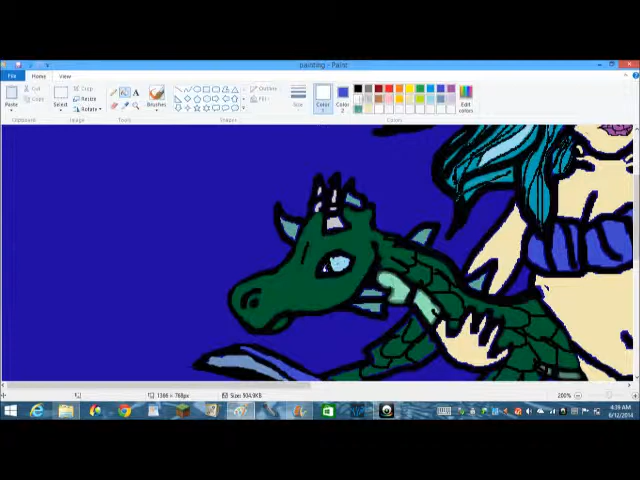 painting - Paint
File Home View
Paste
Cut
Copy
Select
Crop
Resize
Rotate
A
Brushes
Outline
Fill
Size
Color 1
Color 2
Edit colors
Clipboard Image Tools Shapes Colors
1366 × 768px Size: 504.9KB 200%
4:39 AM
6/12/2014